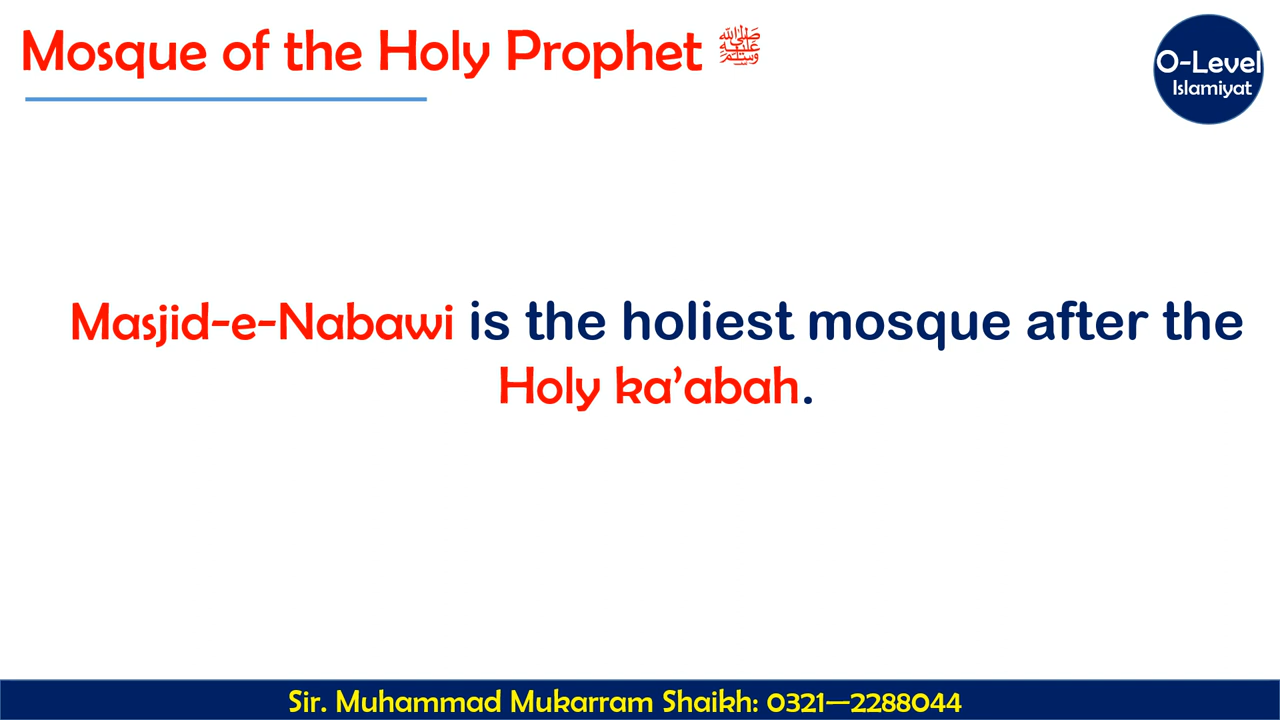 Mosque of the Holy Prophet ﷺ
O-Level
Islamiyat
Masjid-e-Nabawi is the holiest mosque after the
Holy ka’abah.
Sir. Muhammad Mukarram Shaikh: 0321—2288044